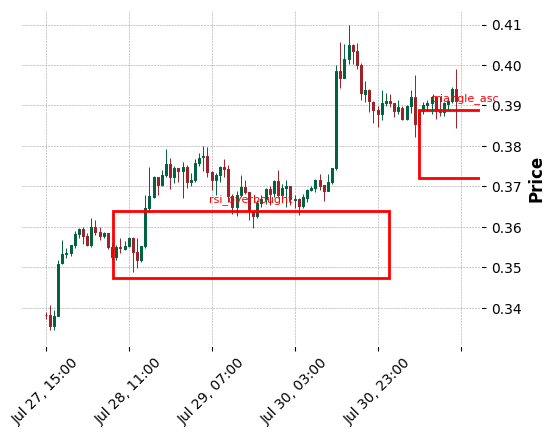 0.41
0.40
0.39
triangle_asc
0.38
0.37
rsi_overbought
0.36
0.35
0.34
Price
Jul 27, 15:00
Jul 28, 11:00
Jul 29, 07:00
Jul 30, 03:00
Jul 30, 23:00